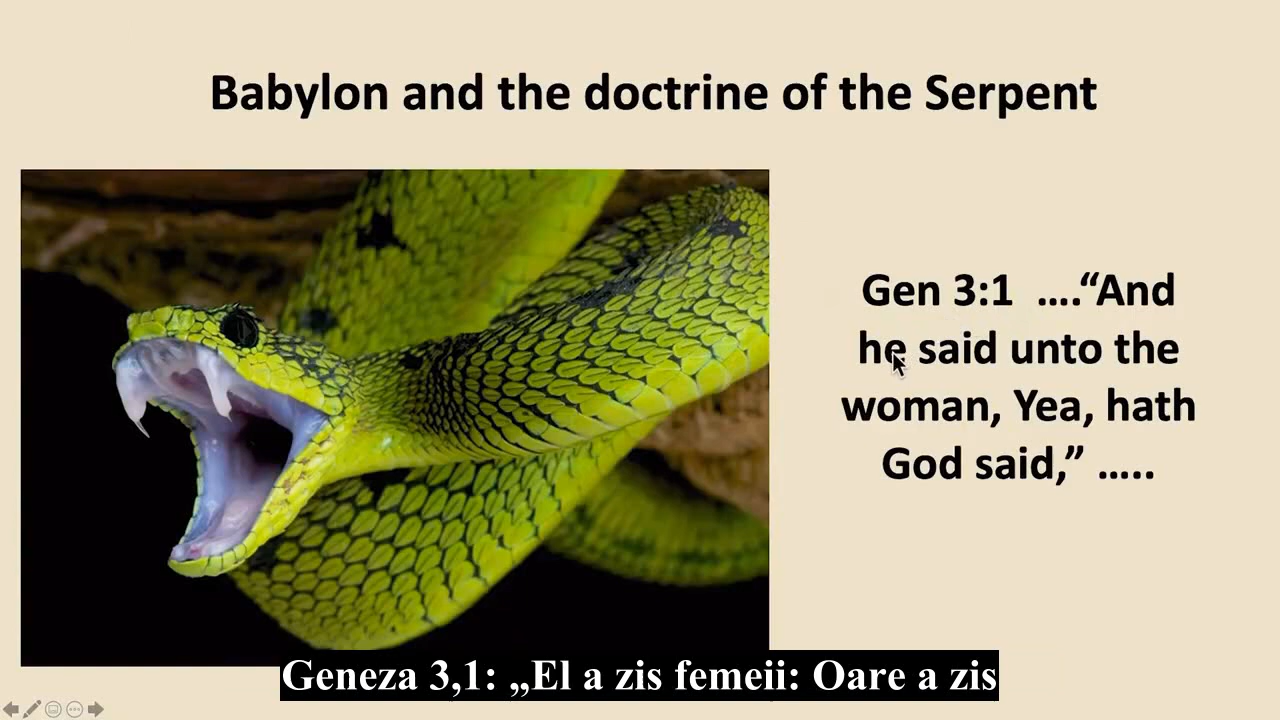 Babylon and the doctrine of the Serpent
Gen 3:1 ….“And
he said unto the
woman, Yea, hath
God said,” …..
Geneza 3,1: „El a zis femeii: Oare a zis